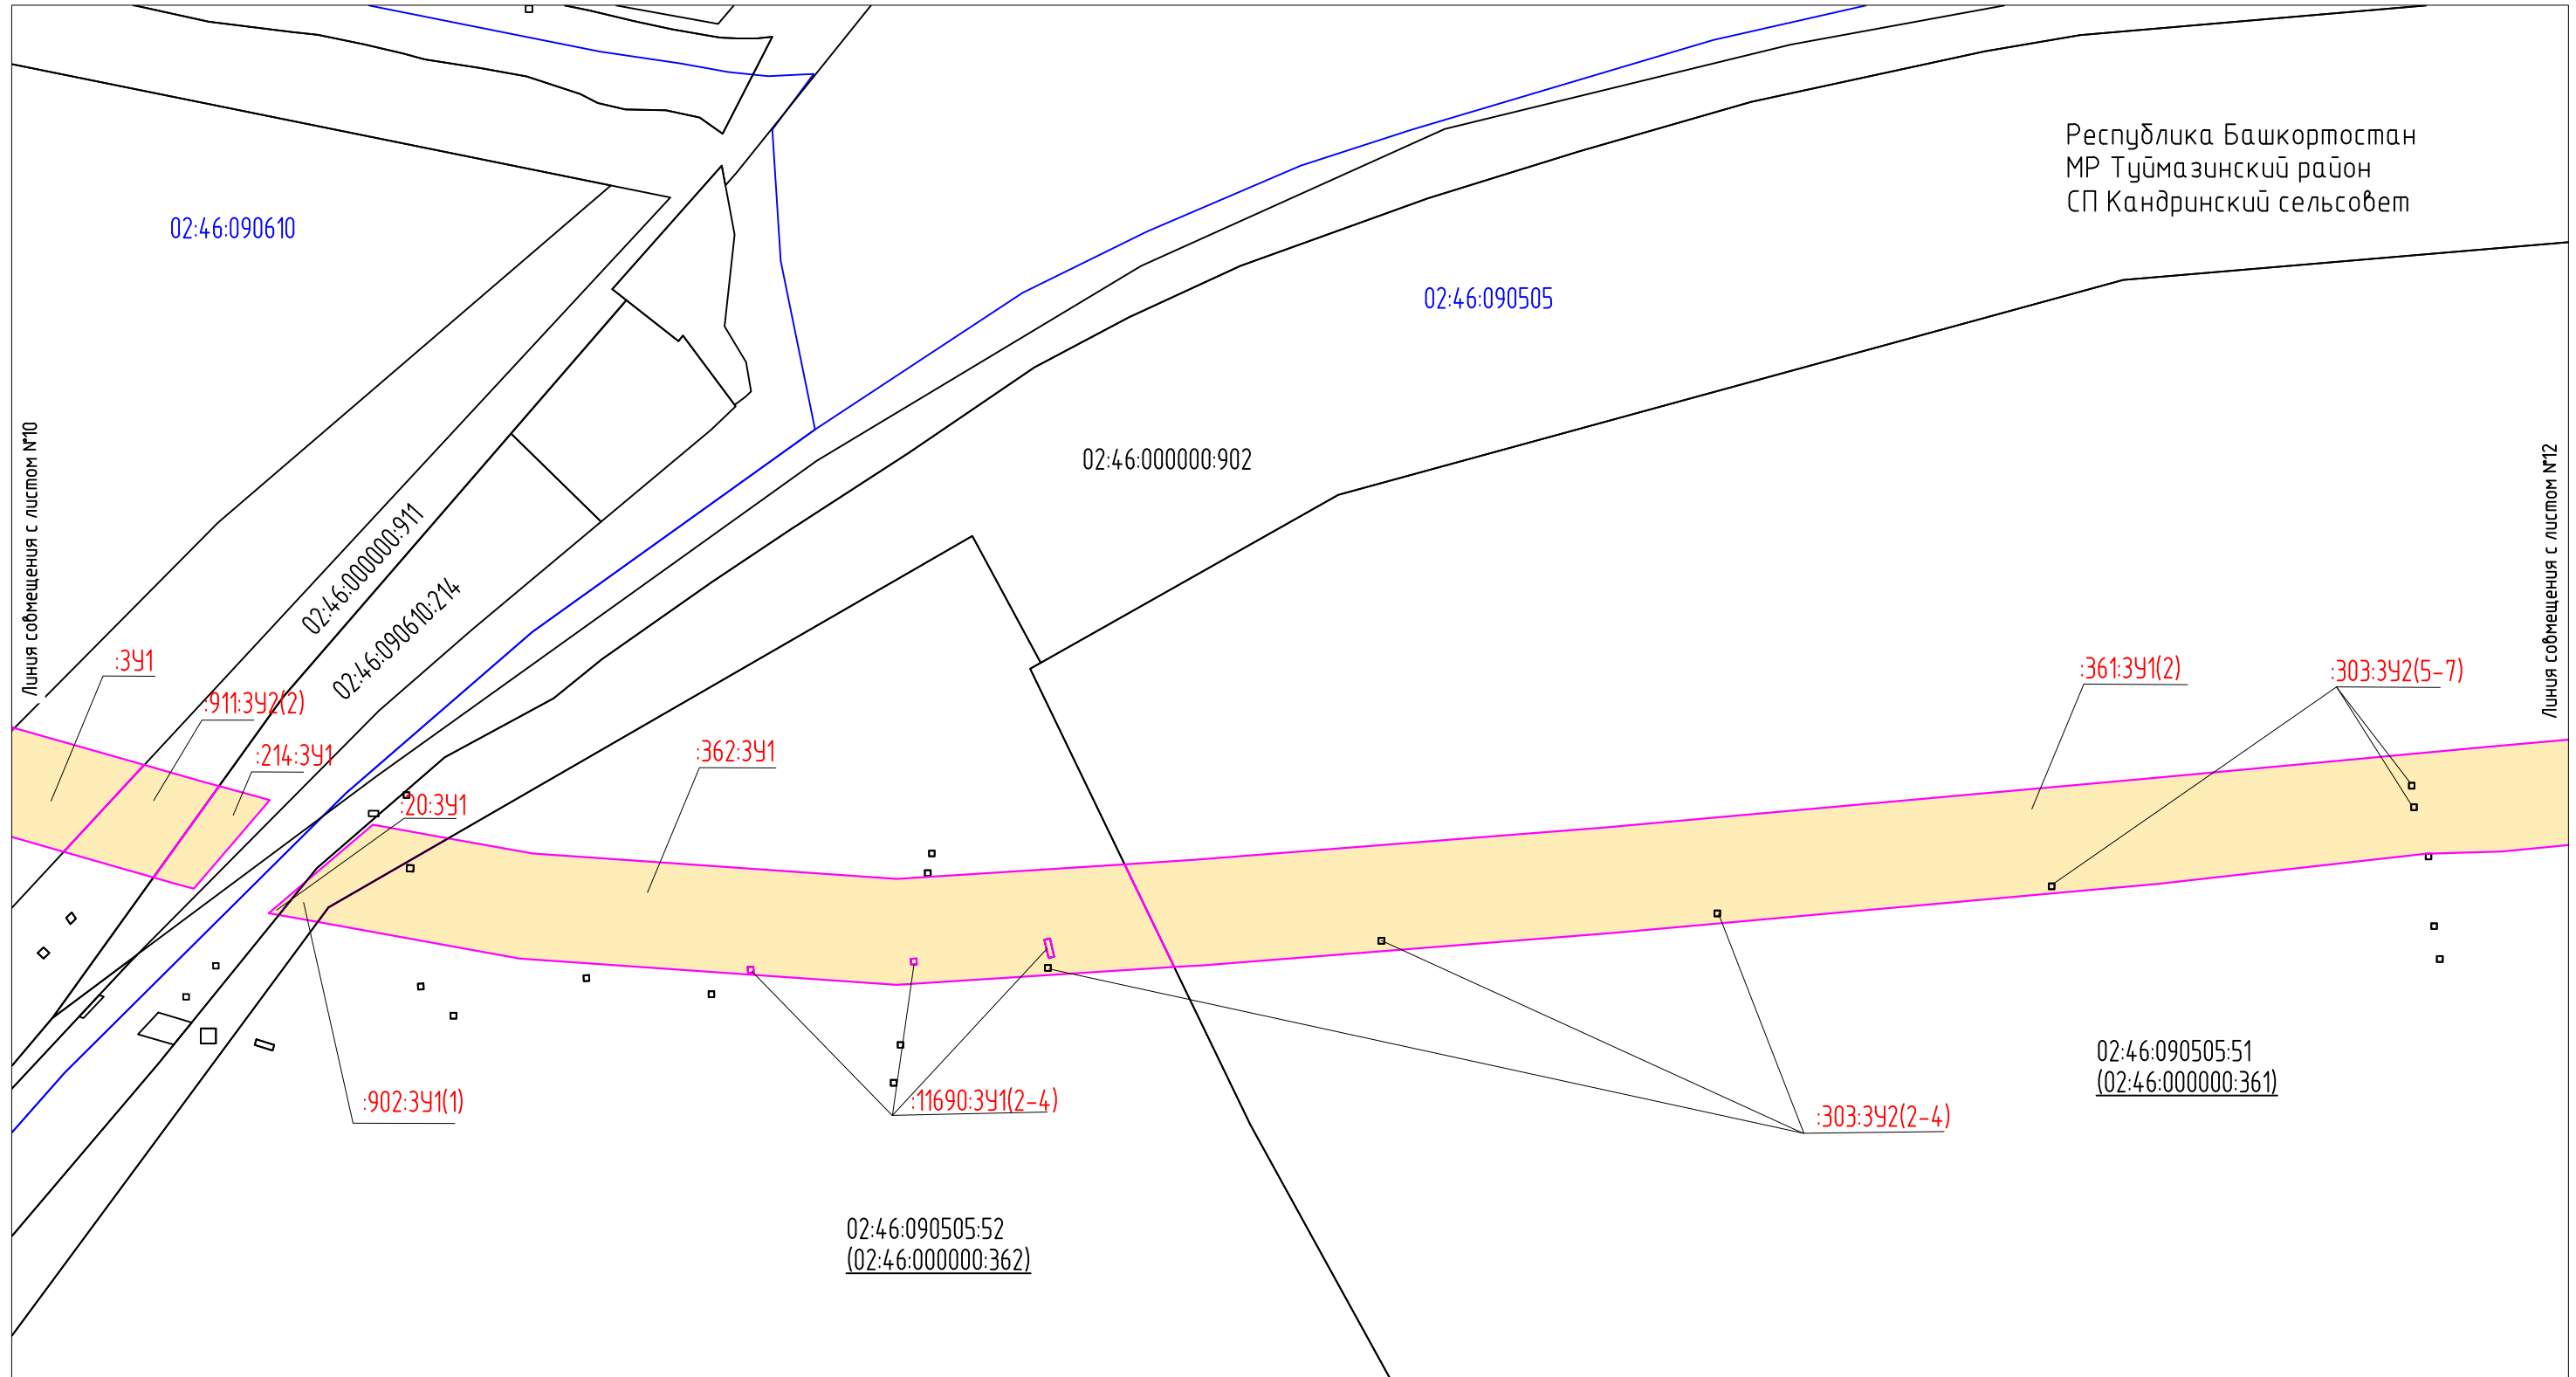 Республика Башкортостан
МР Туймазинский район
СП Кандринский сельсовет
02:46:090610
02:46:090505
02:46:000000:902
Линия совмещения с листом №10
Линия совмещения с листом №12
02:46:000000:911
02:46:090610:214
:ЗУ1
:911:ЗУ2(2)
:214:ЗУ1
:20:ЗУ1
:362:ЗУ1
:361:ЗУ1(2)
:303:ЗУ2(5-7)
:902:ЗУ1(1)
:11690:ЗУ1(2-4)
:303:ЗУ2(2-4)
02:46:090505:51
(02:46:000000:361)
02:46:090505:52
(02:46:000000:362)